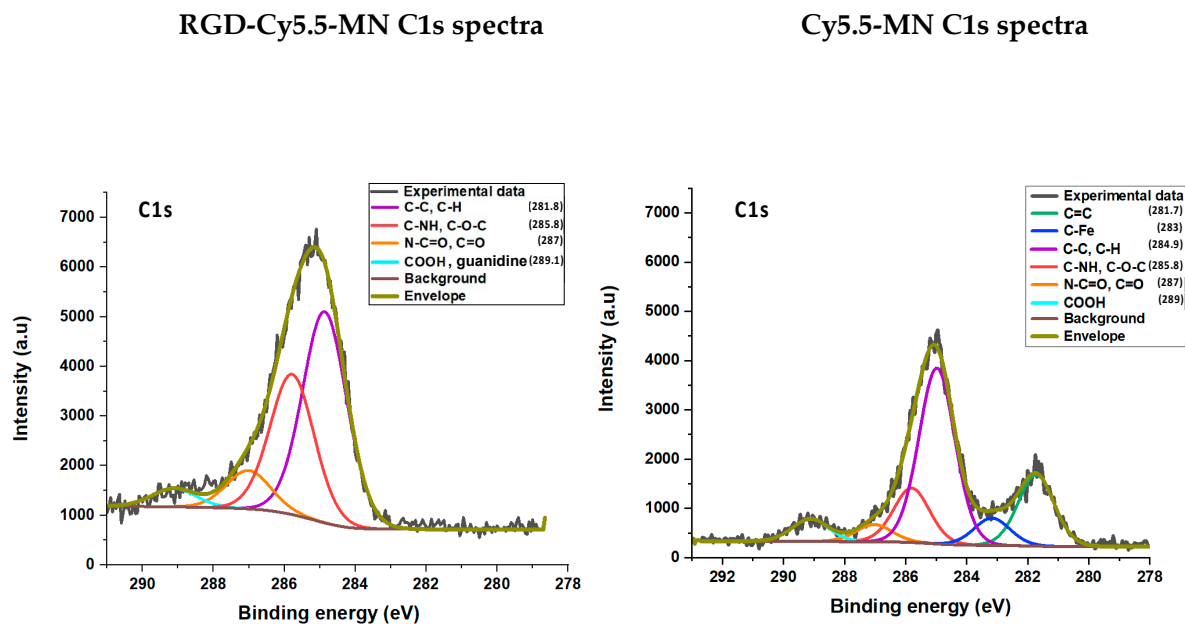 RGD-Cy5.5-MN C1s spectra
Cy5.5-MN C1s spectra
C1s
Experimental data
C-C, C-H (281.8)
C-NH, C-O-C (285.8)
N-C=O, C=O (287)
COOH , guanidine (289.1)
Background
Envelope
7000
6000
5000
4000
3000
2000
1000
0
Intensity (a.u)
290 288 286 284 282 280 278
Binding energy (eV)
C1s
Experimental data
C=C (281.7)
C-Fe (283)
C-C, C-H (284.9)
C-NH, C-O-C (285.8)
N-C=O, C=O (287)
COOH (289)
Background
Envelope
7000
6000
5000
4000
3000
2000
1000
0
Intensity (a.u)
292 290 288 286 284 282 280 278
Binding energy (eV)